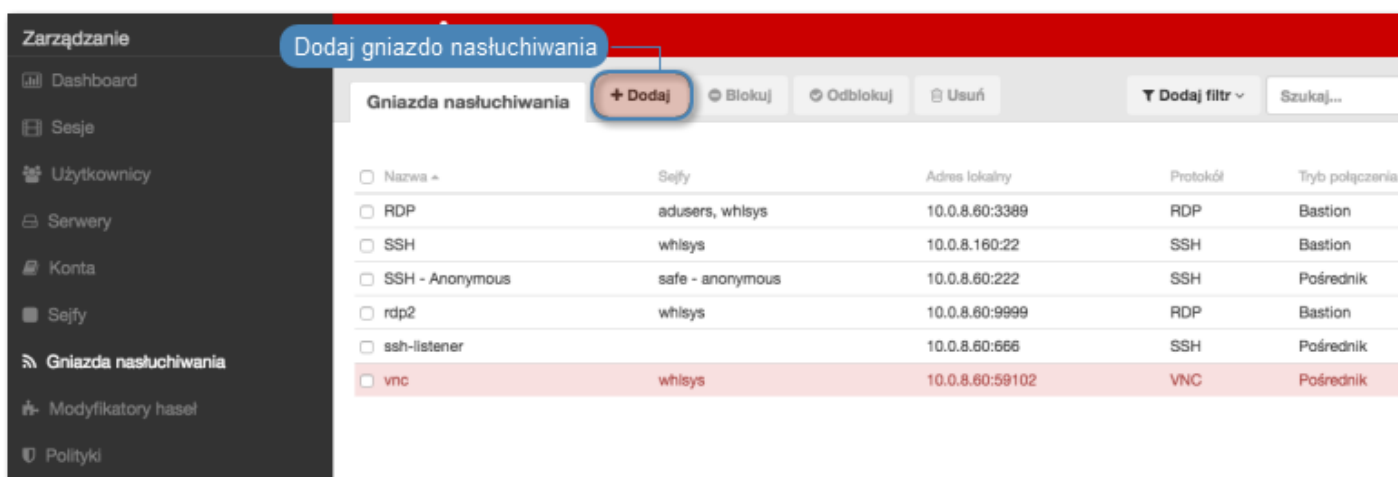 Zarządzanie
Dodaj gniazdo nasłuchiwania
Dashboard
Sesje
Użytkownicy
Serwery
Konta
Sejfy
Gniazda nasłuchiwania
Modyfikatory haseł
Polityki
Gniazda nasłuchiwania + Dodaj Blokuj Odblokuj Usuń Dodaj filtr Szukaj...
Nazwa Sejfy Adres lokalny Protokół Tryb połączenia
RDP adusers, whlsys 10.0.8.60:3389 RDP Bastion
SSH whlsys 10.0.8.160:22 SSH Bastion
SSH - Anonymous safe - anonymous 10.0.8.60:222 SSH Pośrednik
rdp2 whlsys 10.0.8.60:9999 RDP Bastion
ssh-listener 10.0.8.60:666 SSH Pośrednik
vnc whlsys 10.0.8.60:59102 VNC Pośrednik